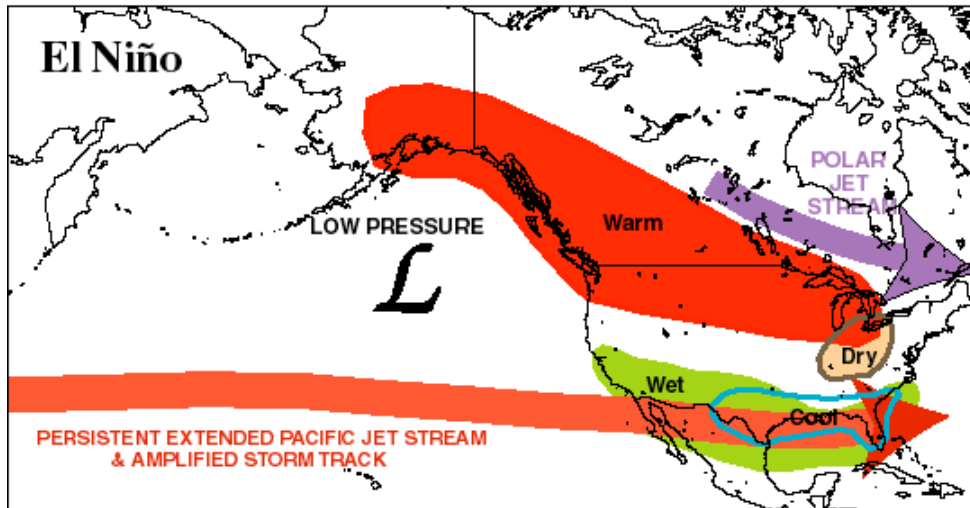 El Niño
POLAR
JET
STREAM
LOW PRESSURE
L
Warm
Dry
Wet
Cool
PERSISTENT EXTENDED PACIFIC JET STREAM
& AMPLIFIED STORM TRACK